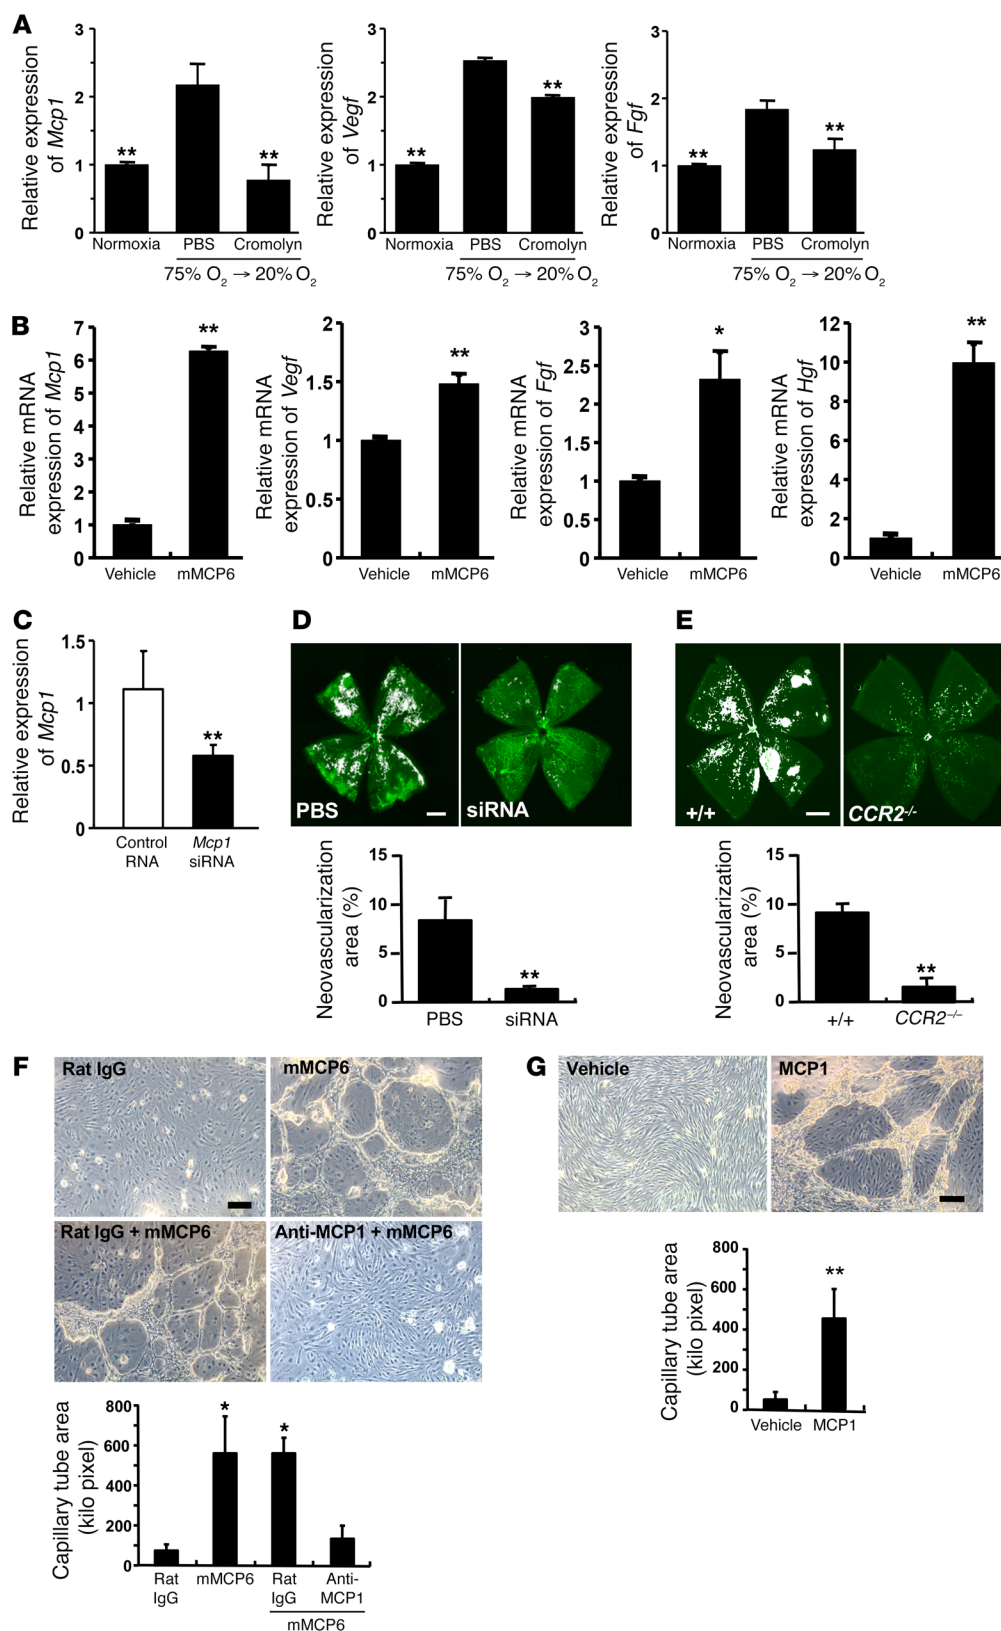 A
Relative expression
of Mcp1
3
2
1
0
**
**
Normoxia
PBS
Cromolyn
75% O2 → 20% O2
Relative expression
of Vegf
3
2
1
0
**
**
Normoxia
PBS
Cromolyn
75% O2 → 20% O2
Relative expression
of Fgf
3
2
1
0
**
**
Normoxia
PBS
Cromolyn
75% O2 → 20% O2
B
Relative mRNA
expression of Mcp1
7
6
5
4
3
2
1
0
**
Vehicle
mMCP6
Relative mRNA
expression of Vegf
2
1.5
1
0.5
0
**
Vehicle
mMCP6
Relative mRNA
expression of Fgf
3
2.5
2
1.5
1
0.5
0
*
Vehicle
mMCP6
Relative mRNA
expression of Hgf
12
10
8
6
4
2
0
**
Vehicle
mMCP6
C
Relative expression
of Mcp1
1.5
1
0.5
0
**
Control
RNA
Mcp1
siRNA
D
PBS
siRNA
Neovascularization
area (%)
15
10
5
0
**
PBS
siRNA
E
+/+
CCR2-/-
Neovascularization
area (%)
15
10
5
0
**
+/+
CCR2–/–
F
Rat IgG
mMCP6
Rat IgG + mMCP6
Anti-MCP1 + mMCP6
Capillary tube area
(kilo pixel)
800
600
400
200
0
*
*
Rat
IgG
mMCP6
Rat
IgG
Anti-
MCP1
mMCP6
G
Vehicle
MCP1
Capillary tube area
(kilo pixel)
800
600
400
200
0
**
Vehicle
MCP1